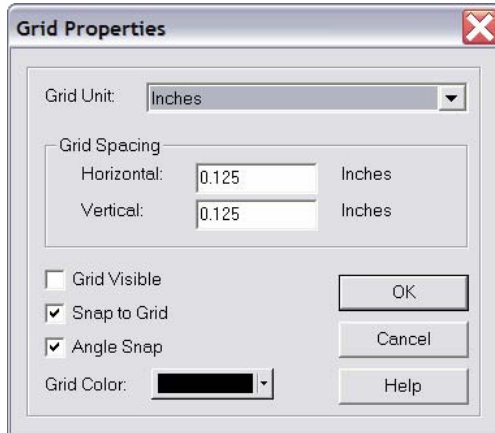 Grid Properties
Grid Unit: Inches
Grid Spacing
Horizontal: 0.125 Inches
Vertical: 0.125 Inches
Grid Visible
Snap to Grid
Angle Snap
Grid Color:
OK
Cancel
Help